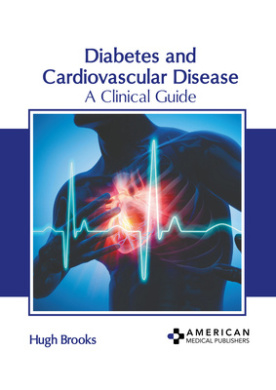 Diabetes and
Cardiovascular Disease
A Clinical Guide
Hugh Brooks
AMERICAN
MEDICAL PUBLISHERS